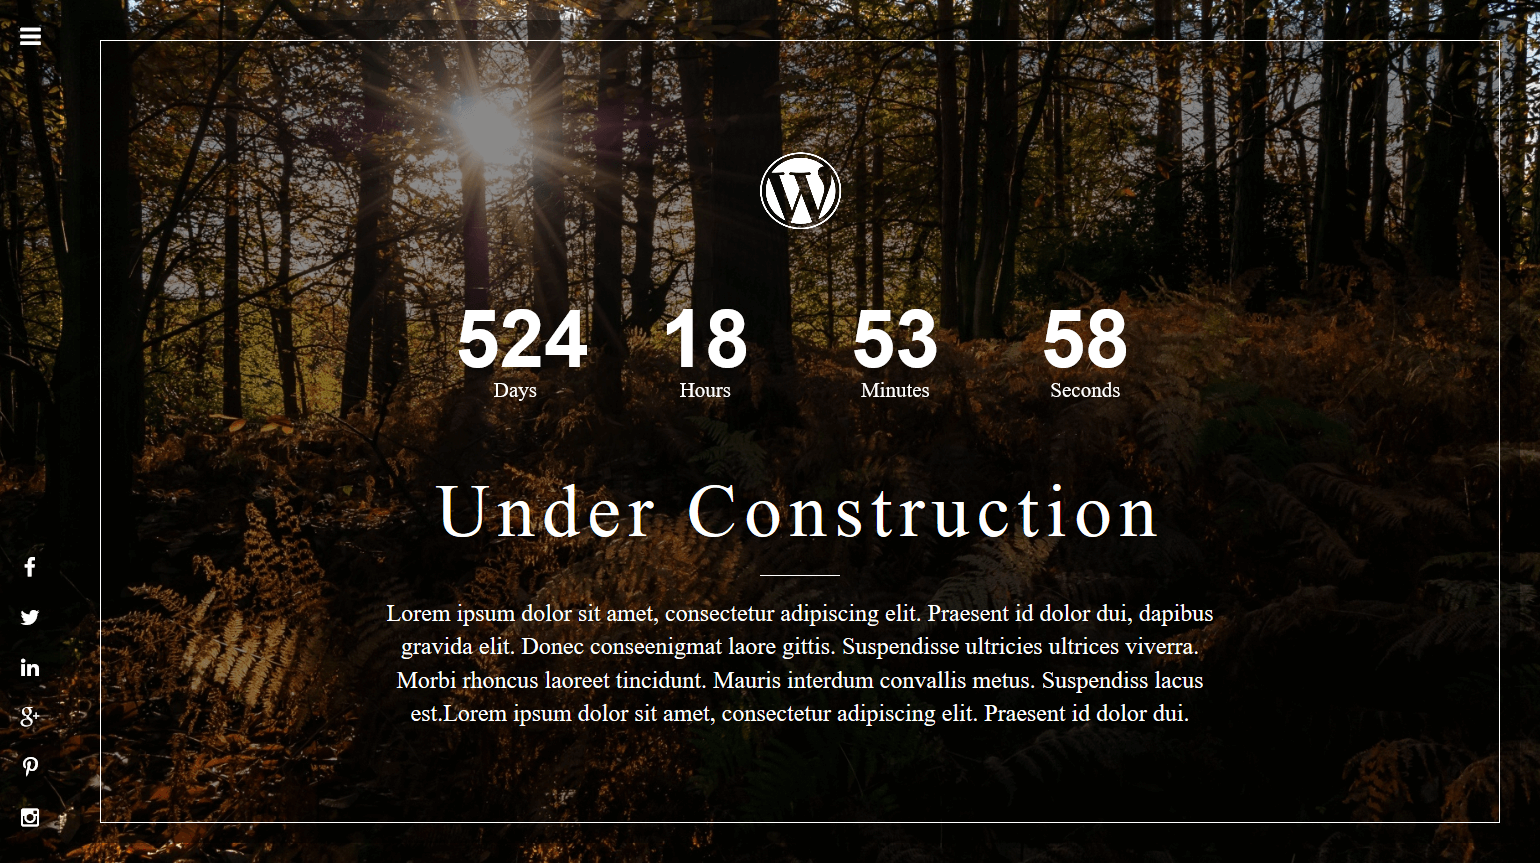 524 18 53 58
Days Hours Minutes Seconds
Under Construction
Lorem ipsum dolor sit amet, consectetur adipiscing elit. Praesent id dolor dui, dapibus
gravida elit. Donec conseenigmat laore gittis. Suspendisse ultricies ultrices viverra.
Morbi rhoncus laoreet tincidunt. Mauris interdum convallis metus. Suspendiss lacus
est.Lorem ipsum dolor sit amet, consectetur adipiscing elit. Praesent id dolor dui.